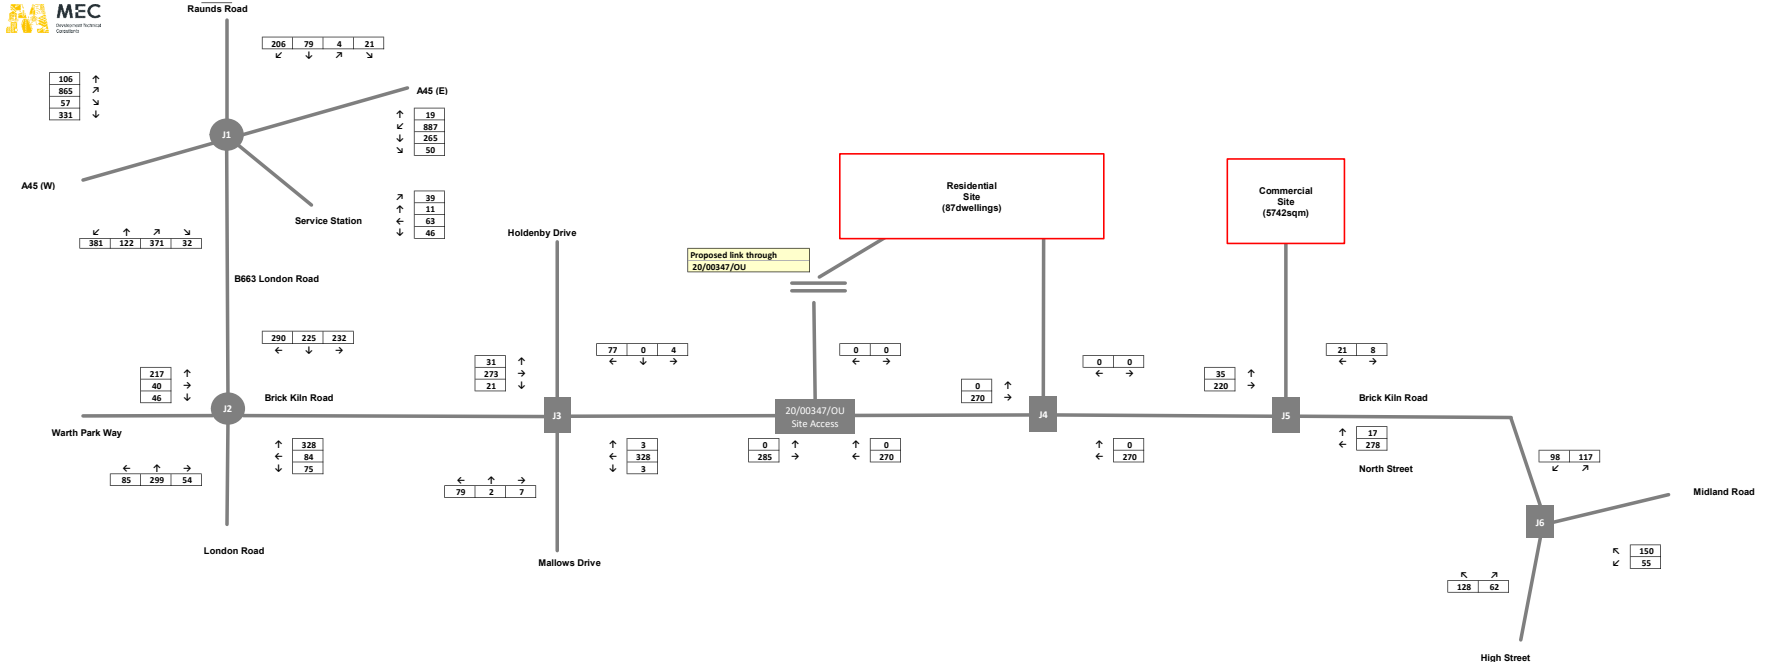 MEC
Development Technical
Consultants
Raunds Road
206 79 4 21
↙ ↓ ↗ ↘
106 ↑
865 ↗
57 ↘
331 ↓
A45 (E)
↑ 19
↙ 887
↓ 265
↘ 50
J1
A45 (W)
Service Station
↗ 39
↑ 11
← 63
↓ 46
↙ ↑ ↗ ↘
381 122 371 32
B663 London Road
Holdenby Drive
Proposed link through
20/00347/OU
Residential
Site
(87dwellings)
Commercial
Site
(5742sqm)
290 225 232
← ↓ →
217 ↑
40 →
46 ↓
J2
Brick Kiln Road
Warth Park Way
↑ 328
← 84
↓ 75
← ↑ →
85 299 54
London Road
31 ↑
273 →
21 ↓
77 0 4
← ↓ →
J3
↑ 3
← 328
↓ 3
← ↑ →
79 2 7
Mallows Drive
0 0
← →
20/00347/OU
Site Access
0 ↑
285 →
↑ 0
← 270
0 ↑
270 →
0 0
← →
J4
↑ 0
← 270
35 ↑
220 →
21 8
← →
J5
Brick Kiln Road
↑ 17
← 278
North Street
98 117
↙ ↗
Midland Road
J6
↖ 150
↙ 55
↖ ↗
128 62
High Street